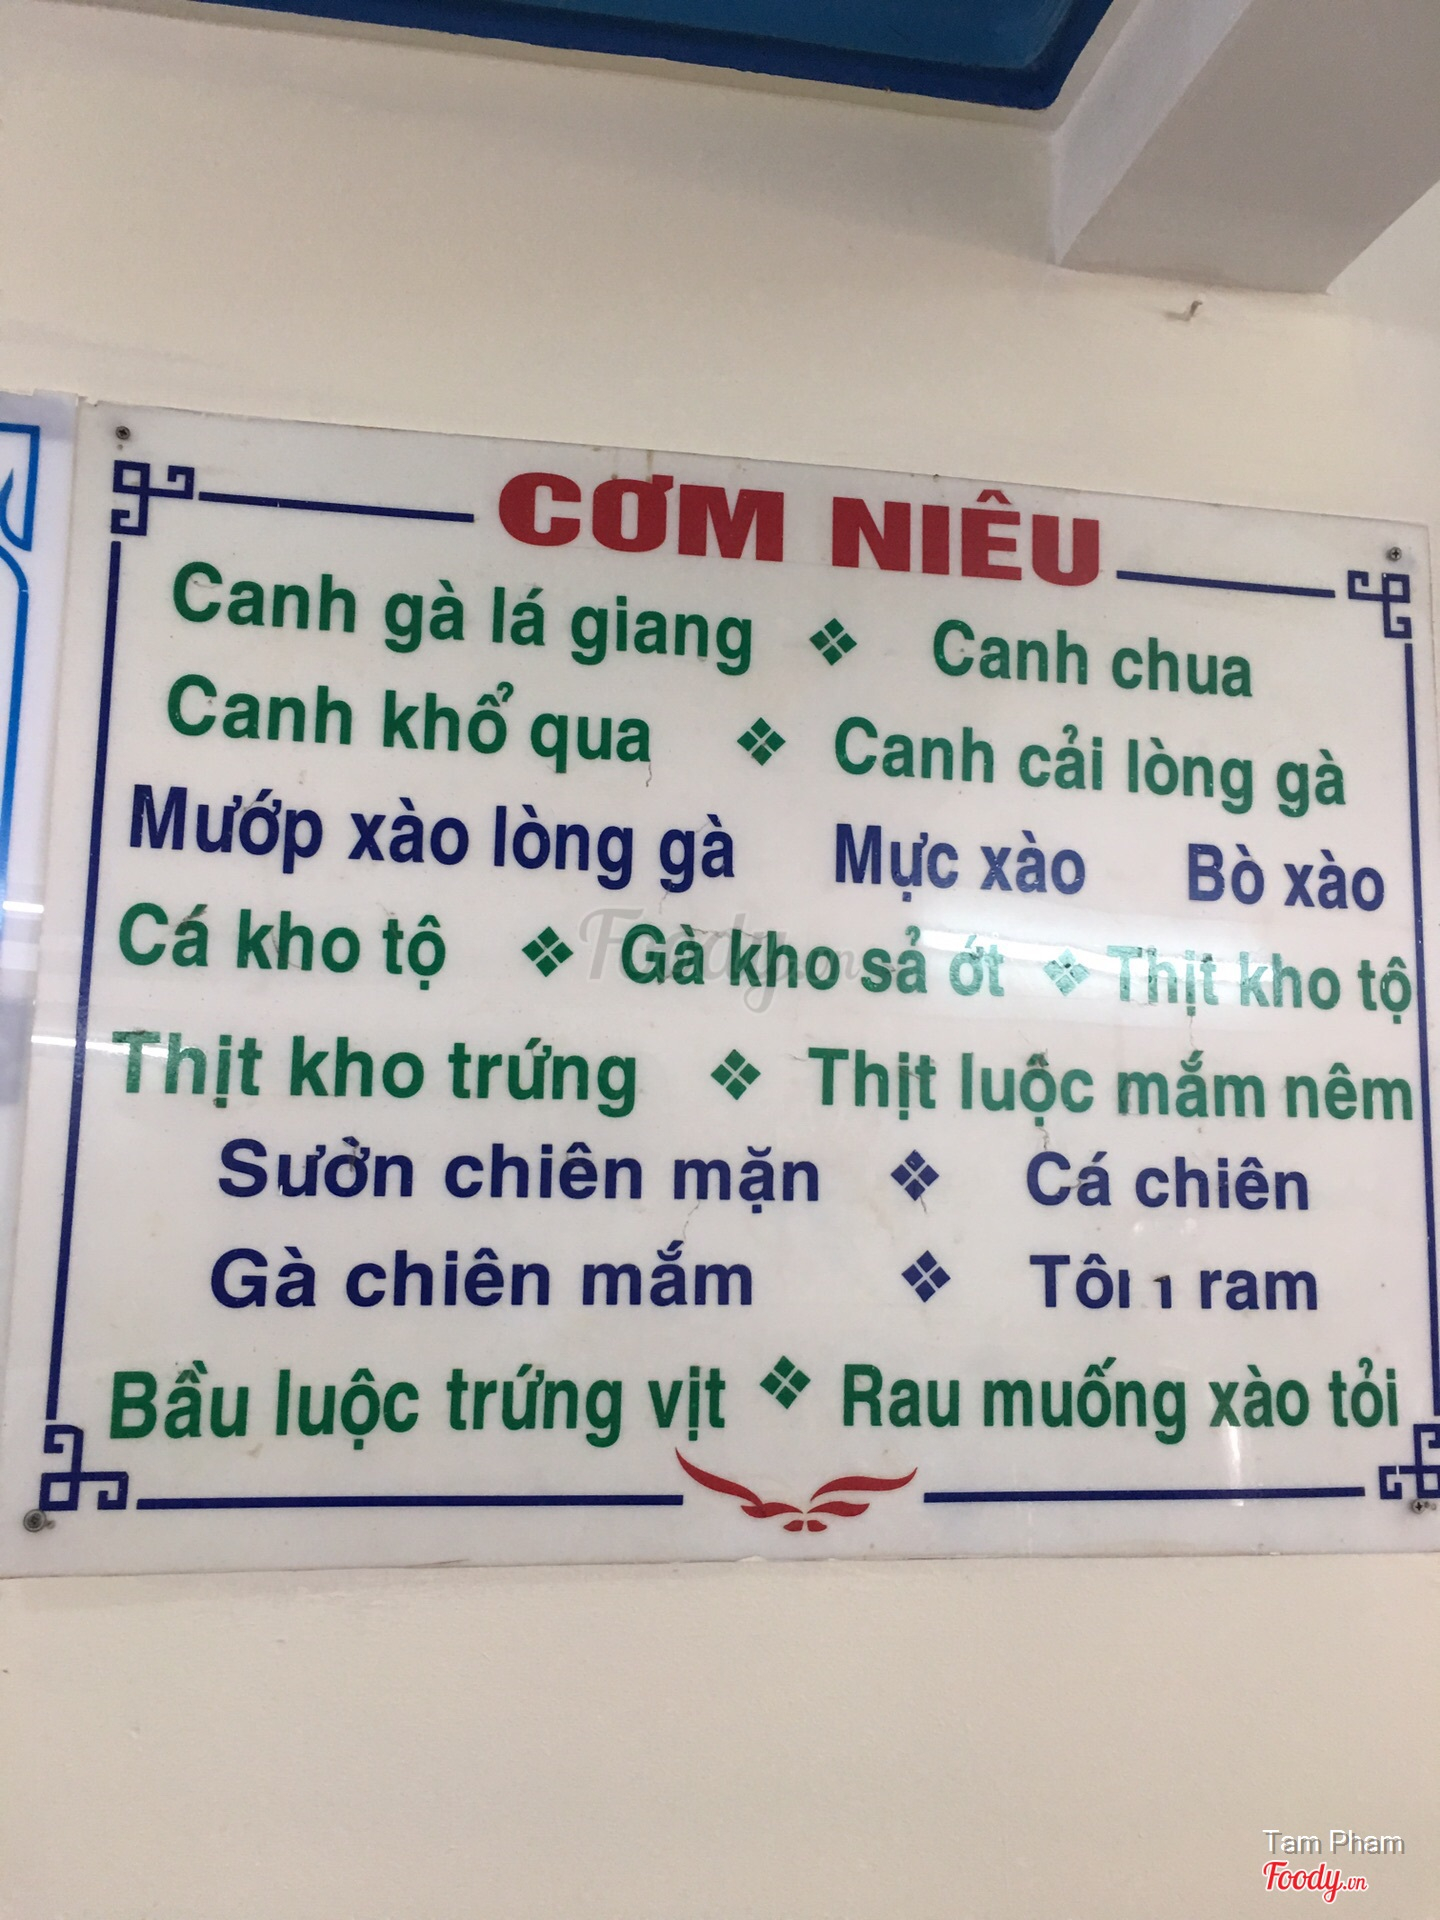 CƠM NIÊU
Canh gà lá giang ❖ Canh chua
Canh khổ qua ❖ Canh cải lòng gà
Mướp xào lòng gà Mực xào Bò xào
Cá kho tộ ❖ Gà kho sả ớt ❖ Thịt kho tộ
Thịt kho trứng ❖ Thịt luộc mắm nêm
Sườn chiên mặn ❖ Cá chiên
Gà chiên mắm ❖ Tôm ram
Bầu luộc trứng vịt ❖ Rau muống xào tỏi
Foody.vn
Tam Pham
Foody.vn